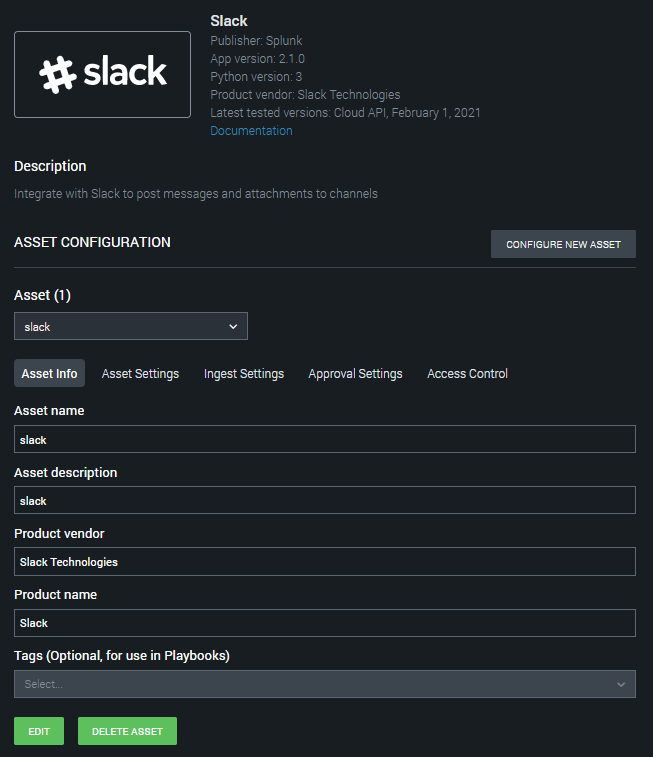 slack
Slack
Publisher: Splunk
App version: 2.1.0
Python version: 3
Product vendor: Slack Technologies
Latest tested versions: Cloud API, February 1, 2021
Documentation
Description
Integrate with Slack to post messages and attachments to channels
ASSET CONFIGURATION
CONFIGURE NEW ASSET
Asset (1)
slack
Asset Info Asset Settings Ingest Settings Approval Settings Access Control
Asset name
slack
Asset description
slack
Product vendor
Slack Technologies
Product name
Slack
Tags (Optional, for use in Playbooks)
Select...
EDIT DELETE ASSET